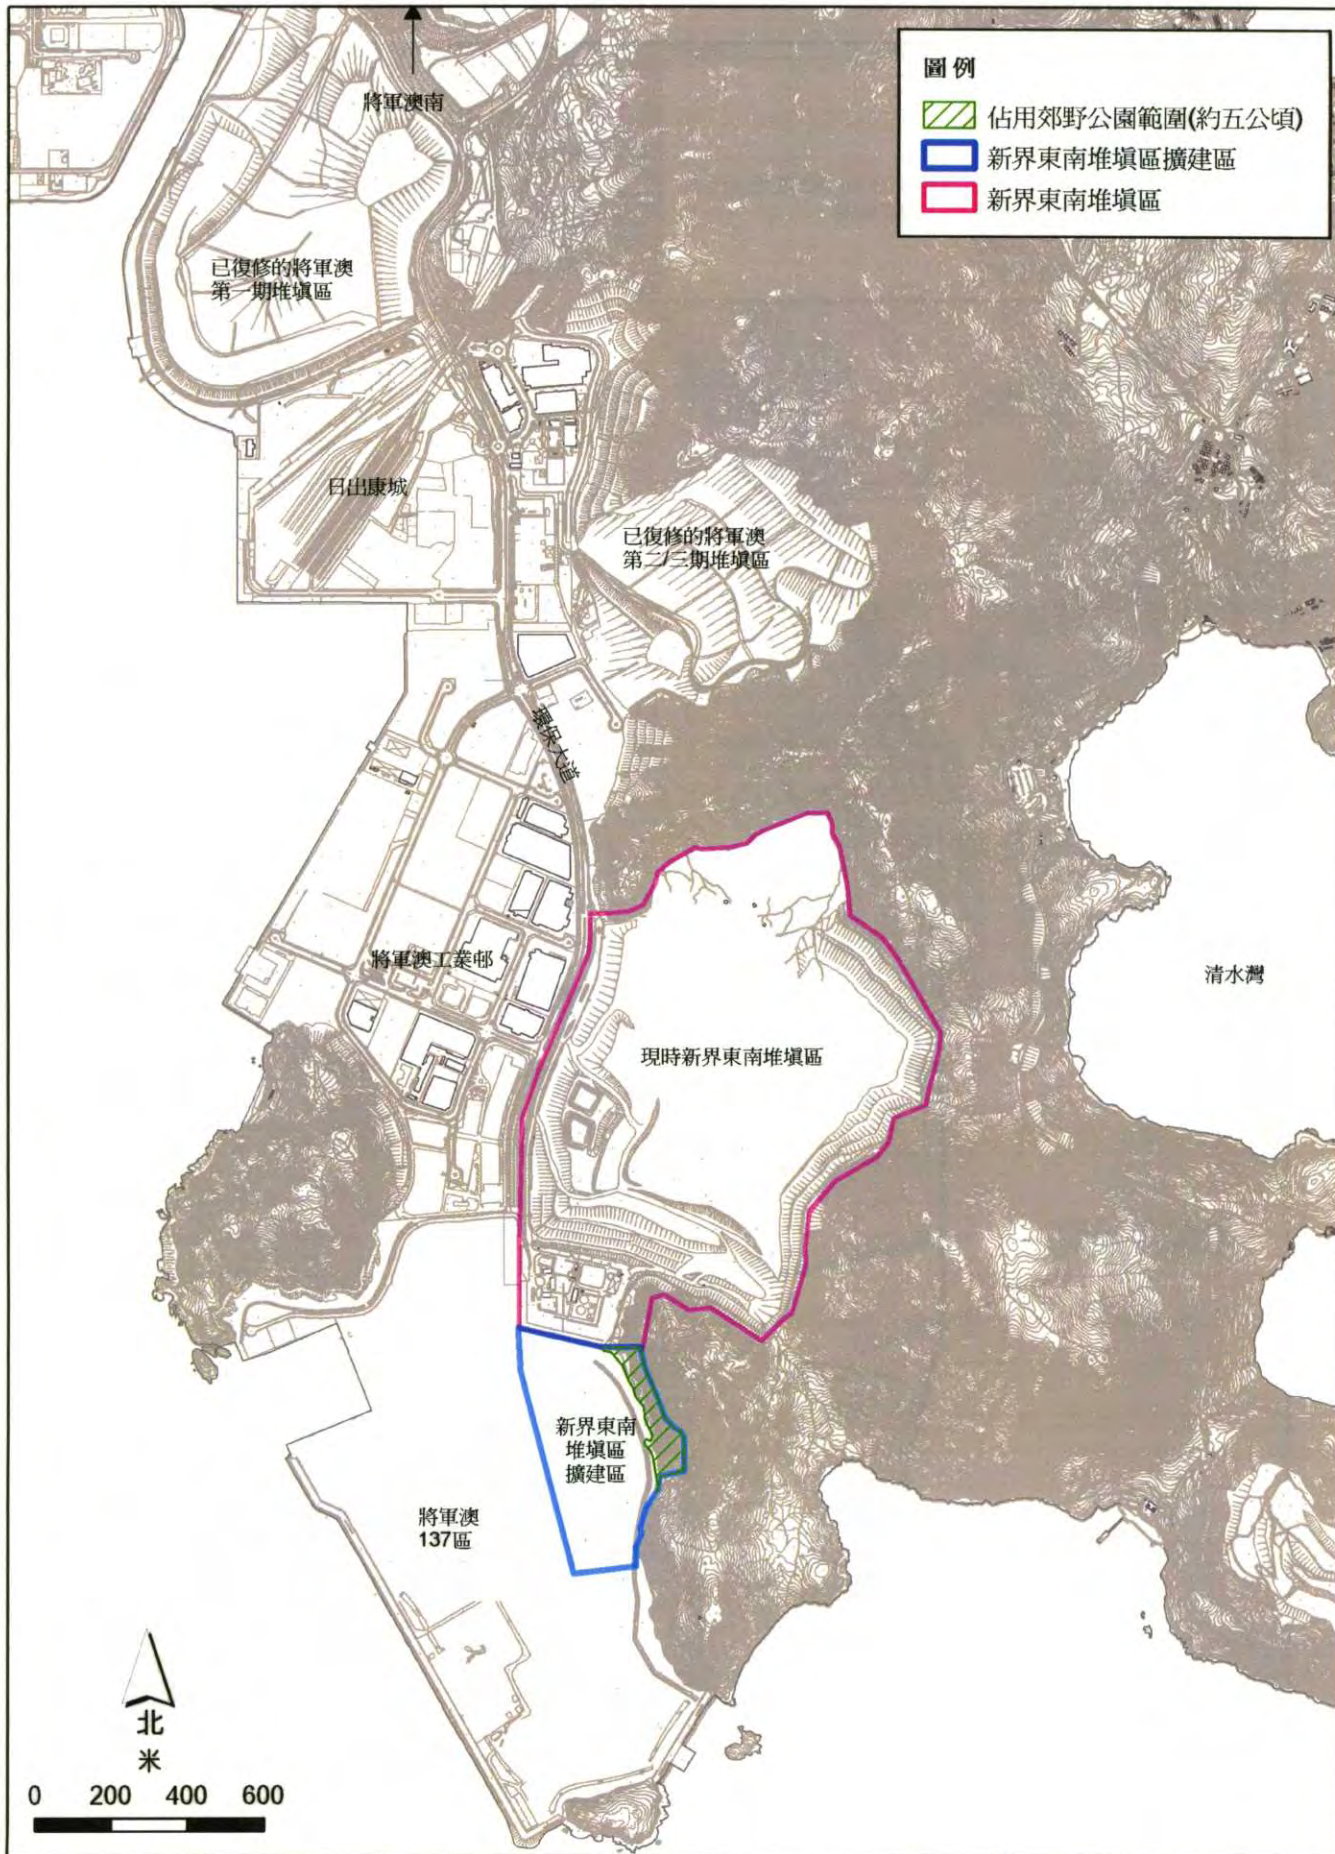 圖例
佔用郊野公園範圍(約五公頃)
新界東南堆填區擴建區
新界東南堆填區
將軍澳南
已復修的將軍澳
第一期堆填區
日出康城
已復修的將軍澳
第二/三期堆填區
環保大道
將軍澳工業邨
清水灣
現時新界東南堆填區
新界東南
堆填區
擴建區
將軍澳
137區
北
米
0 200 400 600